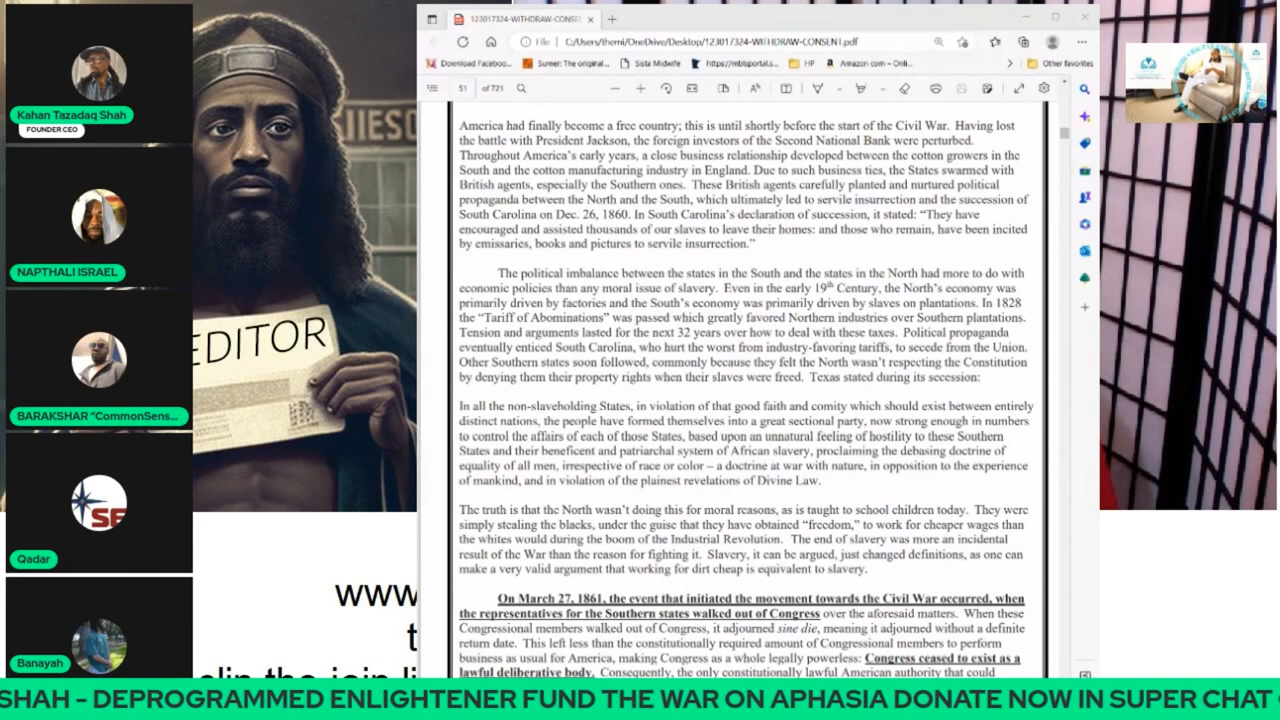 Kahan Tazadaq Shah
FOUNDER CEO
NAPTHALI ISRAEL
BARAKSHAR "CommonSens...
Qadar
SE
Banayah
EDITOR
www
t
123017324-WITHDRAW-CONSE
File
C:/Users/themi/OneDrive/Desktop/123017324-WITHDRAW-CONSENT.pdf
Download Faceboo...
Sumer: The original...
Sista Midwife
https://mblsportal.s...
HP
Amazon com – Onli...
Other favorites
51 of 721
America had finally become a free country; this is until shortly before the start of the Civil War. Having lost
the battle with President Jackson, the foreign investors of the Second National Bank were perturbed.
Throughout America's early years, a close business relationship developed between the cotton growers in the
South and the cotton manufacturing industry in England. Due to such business ties, the States swarmed with
British agents, especially the Southern ones. These British agents carefully planted and nurtured political
propaganda between the North and the South, which ultimately led to servile insurrection and the succession of
South Carolina on Dec. 26, 1860. In South Carolina's declaration of succession, it stated: "They have
encouraged and assisted thousands of our slaves to leave their homes: and those who remain, have been incited
by emissaries, books and pictures to servile insurrection."
The political imbalance between the states in the South and the states in the North had more to do with
economic policies than any moral issue of slavery. Even in the early 19th Century, the North's economy was
primarily driven by factories and the South's economy was primarily driven by slaves on plantations. In 1828
the "Tariff of Abominations" was passed which greatly favored Northern industries over Southern plantations.
Tension and arguments lasted for the next 32 years over how to deal with these taxes. Political propaganda
eventually enticed South Carolina, who hurt the worst from industry-favoring tariffs, to secede from the Union.
Other Southern states soon followed, commonly because they felt the North wasn't respecting the Constitution
by denying them their property rights when their slaves were freed. Texas stated during its secession:
In all the non-slaveholding States, in violation of that good faith and comity which should exist between entirely
distinct nations, the people have formed themselves into a great sectional party, now strong enough in numbers
to control the affairs of each of those States, based upon an unnatural feeling of hostility to these Southern
States and their beneficent and patriarchal system of African slavery, proclaiming the debasing doctrine of
equality of all men, irrespective of race or color – a doctrine at war with nature, in opposition to the experience
of mankind, and in violation of the plainest revelations of Divine Law.
The truth is that the North wasn't doing this for moral reasons, as is taught to school children today. They were
simply stealing the blacks, under the guise that they have obtained "freedom," to work for cheaper wages than
the whites would during the boom of the Industrial Revolution. The end of slavery was more an incidental
result of the War than the reason for fighting it. Slavery, it can be argued, just changed definitions, as one can
make a very valid argument that working for dirt cheap is equivalent to slavery.
On March 27, 1861, the event that initiated the movement towards the Civil War occurred, when
the representatives for the Southern states walked out of Congress over the aforesaid matters. When these
Congressional members walked out of Congress, it adjourned sine die, meaning it adjourned without a definite
return date. This left less than the constitutionally required amount of Congressional members to perform
business as usual for America, making Congress as a whole legally powerless: Congress ceased to exist as a
lawful deliberative body. Consequently, the only constitutionally lawful American authority that could
SHAH - DEPROGRAMMED ENLIGHTENER FUND THE WAR ON APHASIA DONATE NOW IN SUPER CHAT